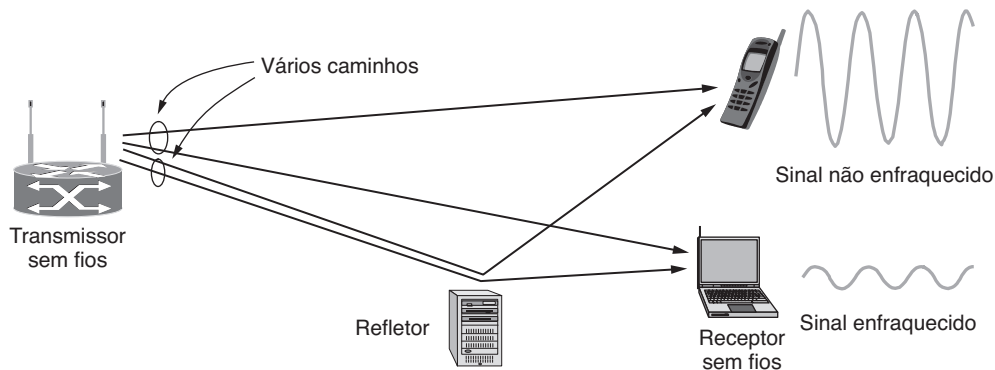 Vários caminhos
Sinal não enfraquecido
Transmissor
sem fios
Refletor
Receptor
sem fios
Sinal enfraquecido